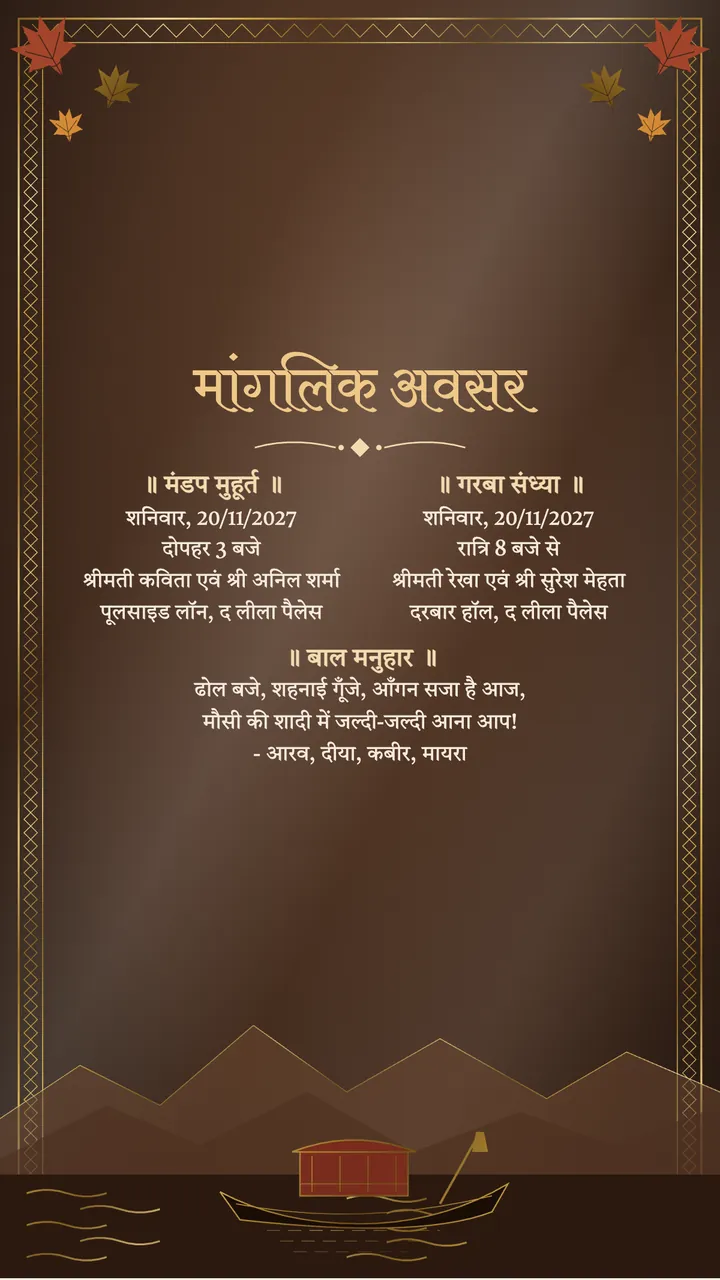 मांगलिक अवसर
॥ मंडप मुहूर्त ॥
शनिवार, 20/11/2027
दोपहर 3 बजे
श्रीमती कविता एवं श्री अनिल शर्मा
पूलसाइड लॉन, द लीला पैलेस
॥ गरबा संध्या ॥
शनिवार, 20/11/2027
रात्रि 8 बजे से
श्रीमती रेखा एवं श्री सुरेश मेहता
दरबार हॉल, द लीला पैलेस
॥ बाल मनुहार ॥
ढोल बजे, शहनाई गूँजे, आँगन सजा है आज,
मौसी की शादी में जल्दी-जल्दी आना आप!
- आरव, दीया, कबीर, मायरा